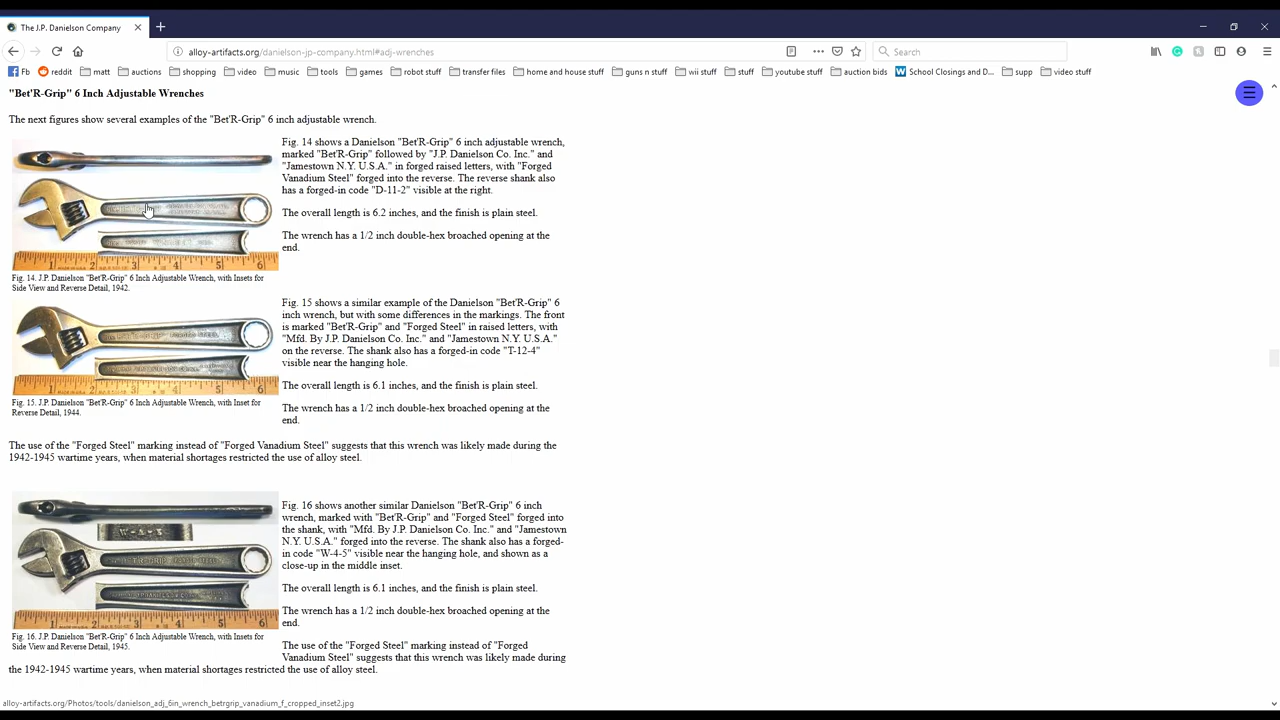 The J.P. Danielson Company
alloy-artifacts.org/danielson-jp-company.html#adj-wrenches
Search
Fb reddit matt auctions shopping video music tools games robot stuff transfer files home and house stuff guns n stuff wii stuff stuff youtube stuff auction bids School Closings and D... supp video stuff
"Bet'R-Grip" 6 Inch Adjustable Wrenches
The next figures show several examples of the "Bet'R-Grip" 6 inch adjustable wrench.
Fig. 14 shows a Danielson "Bet'R-Grip" 6 inch adjustable wrench,
marked "Bet'R-Grip" followed by "J.P. Danielson Co. Inc." and
"Jamestown N.Y. U.S.A." in forged raised letters, with "Forged
Vanadium Steel" forged into the reverse. The reverse shank also
has a forged-in code "D-11-2" visible at the right.
The overall length is 6.2 inches, and the finish is plain steel.
The wrench has a 1/2 inch double-hex broached opening at the
end.
1 2 3 4 5 6
Fig. 14. J.P. Danielson "Bet'R-Grip" 6 Inch Adjustable Wrench, with Insets for
Side View and Reverse Detail, 1942.
Fig. 15 shows a similar example of the Danielson "Bet'R-Grip" 6
inch wrench, but with some differences in the markings. The front
is marked "Bet'R-Grip" and "Forged Steel" in raised letters, with
"Mfd. By J.P. Danielson Co. Inc." and "Jamestown N.Y. U.S.A."
on the reverse. The shank also has a forged-in code "T-12-4"
visible near the hanging hole.
The overall length is 6.1 inches, and the finish is plain steel.
The wrench has a 1/2 inch double-hex broached opening at the
end.
1 2 3 4 5 6
Fig. 15. J.P. Danielson "Bet'R-Grip" 6 Inch Adjustable Wrench, with Inset for
Reverse Detail, 1944.
The use of the "Forged Steel" marking instead of "Forged Vanadium Steel" suggests that this wrench was likely made during the
1942-1945 wartime years, when material shortages restricted the use of alloy steel.
W-4-5
Fig. 16 shows another similar Danielson "Bet'R-Grip" 6 inch
wrench, marked with "Bet'R-Grip" and "Forged Steel" forged into
the shank, with "Mfd. By J.P. Danielson Co. Inc." and "Jamestown
N.Y. U.S.A." forged into the reverse. The shank also has a forged-
in code "W-4-5" visible near the hanging hole, and shown as a
close-up in the middle inset.
The overall length is 6.1 inches, and the finish is plain steel.
The wrench has a 1/2 inch double-hex broached opening at the
end.
1 2 3 4 5 6
Fig. 16. J.P. Danielson "Bet'R-Grip" 6 Inch Adjustable Wrench, with Insets for
Side View and Reverse Detail, 1945.
The use of the "Forged Steel" marking instead of "Forged
Vanadium Steel" suggests that this wrench was likely made during
the 1942-1945 wartime years, when material shortages restricted the use of alloy steel.
alloy-artifacts.org/Photos/tools/danielson_adj_6in_wrench_betrgrip_vanadium_f_cropped_inset2.jpg